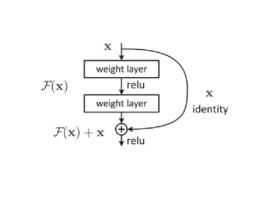 x
weight layer
F(x)
relu
weight layer
x
identity
F(x) + x
relu